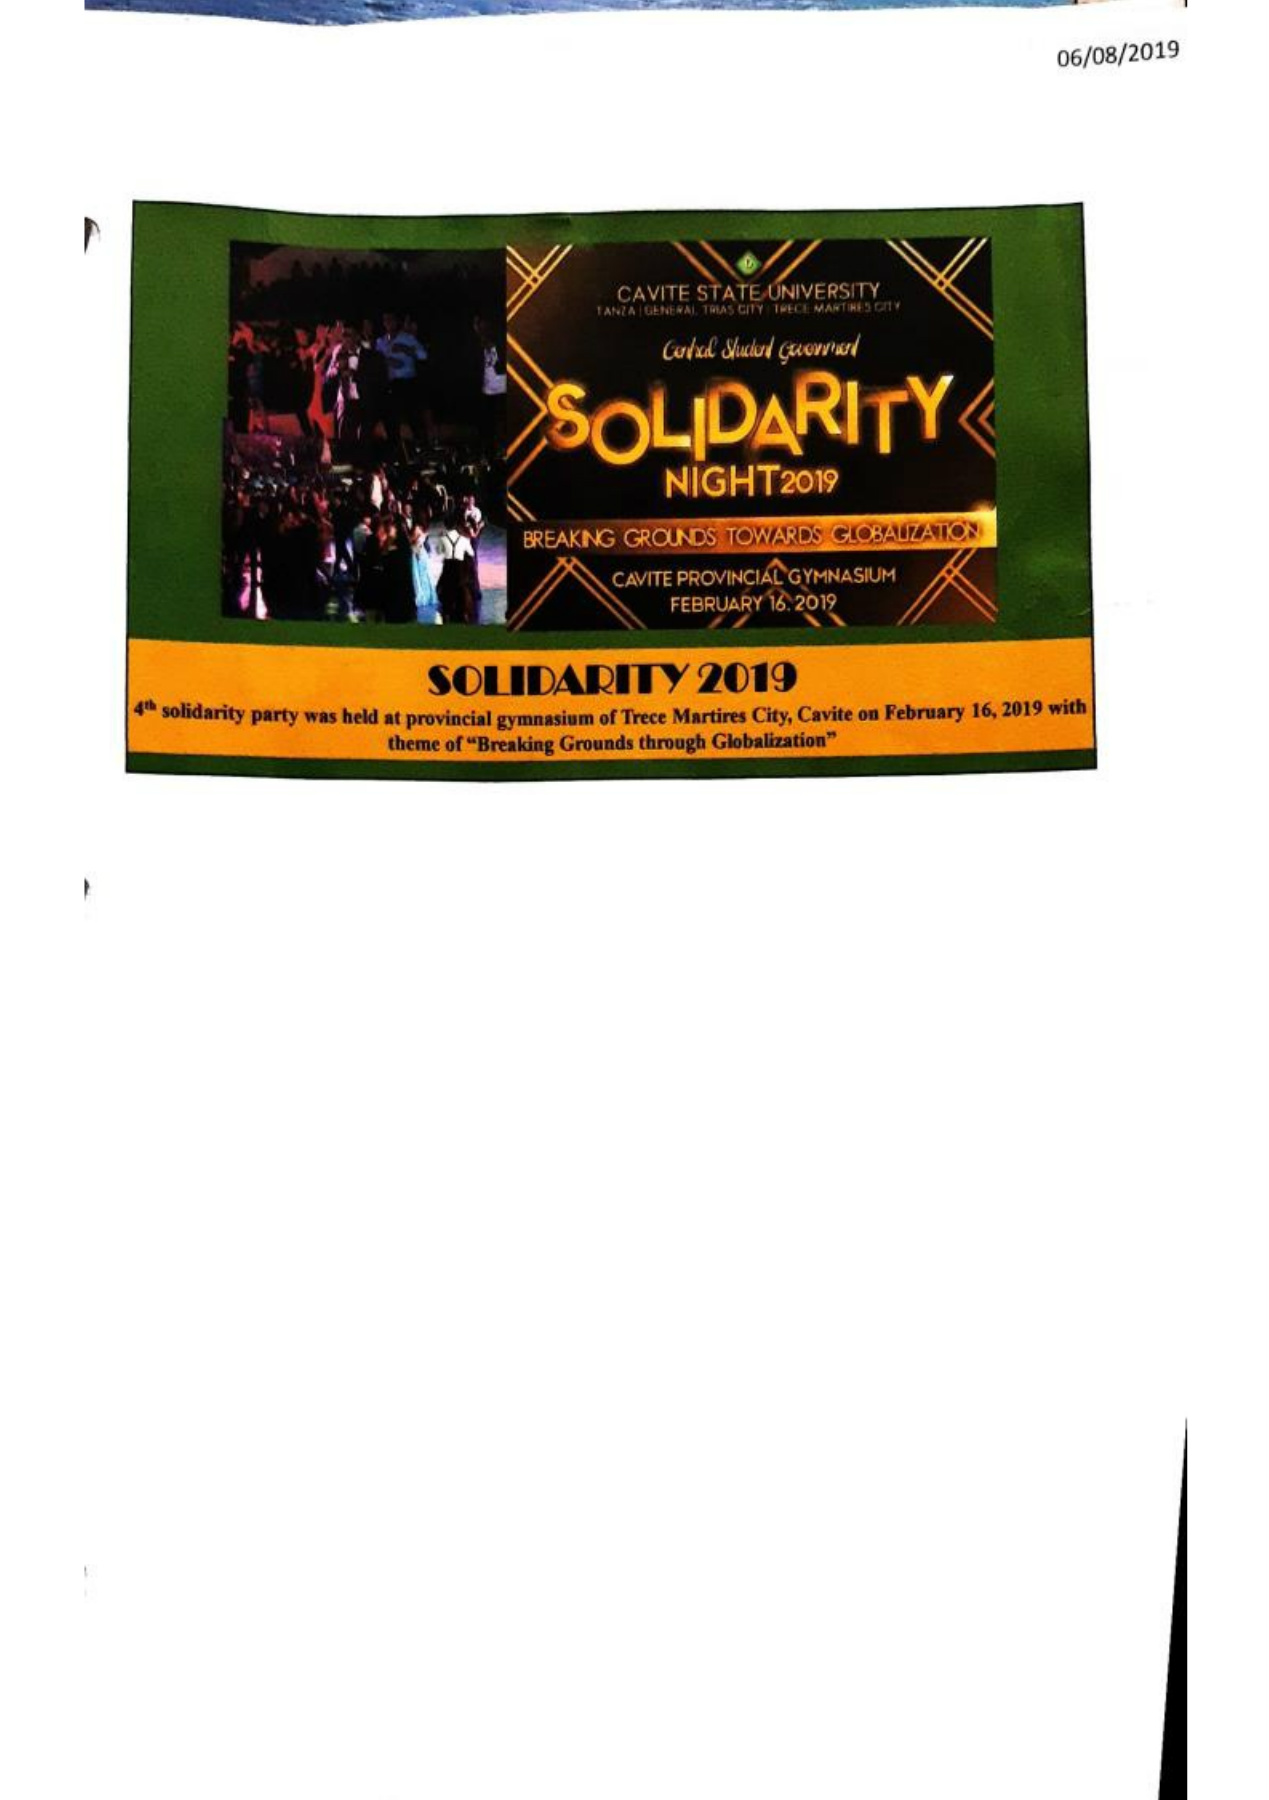 06/08/2019
CAVITE STATE UNIVERSITY
TANZA | GENERAL TRIAS CITY | TRECE MARTIRES CITY
Central Student Government
SOLIDARITY
NIGHT 2019
BREAKING GROUNDS TOWARDS GLOBALIZATION
CAVITE PROVINCIAL GYMNASIUM
FEBRUARY 16, 2019
SOLIDARITY 2019
4th solidarity party was held at provincial gymnasium of Trece Martires City, Cavite on February 16, 2019 with
theme of “Breaking Grounds through Globalization”